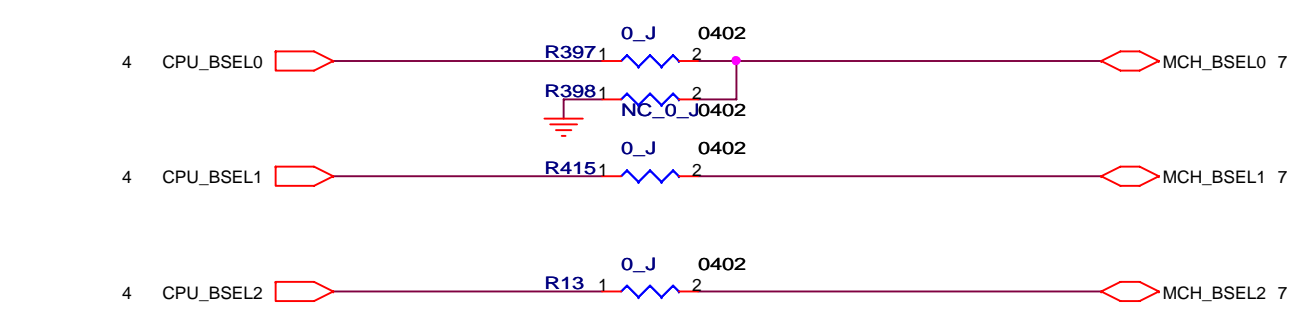 0_J 0402
4 CPU_BSEL0 R397 1 2 MCH_BSEL0 7
R398 1 2
NC_0_J 0402
0_J 0402
4 CPU_BSEL1 R415 1 2 MCH_BSEL1 7
0_J 0402
4 CPU_BSEL2 R13 1 2 MCH_BSEL2 7